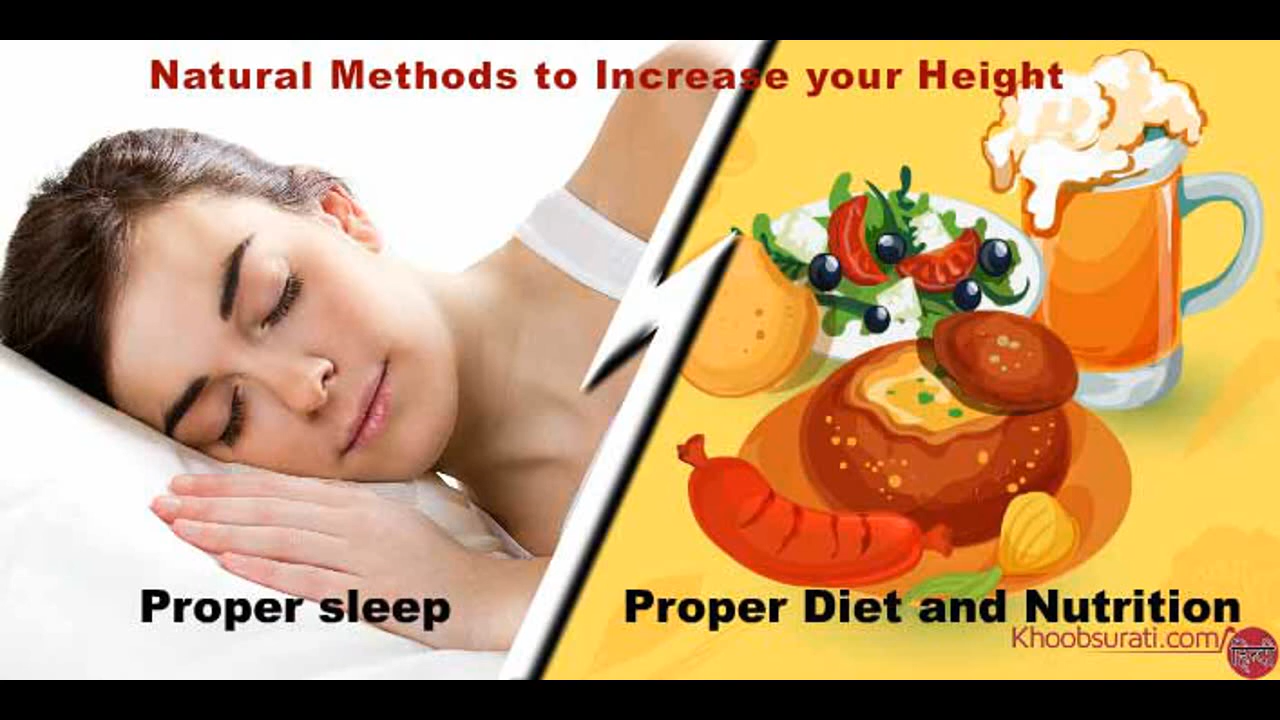 Natural Methods to Increase your Height
Proper sleep
Proper Diet and Nutrition
Khoobsurati.com/
हिन्दी